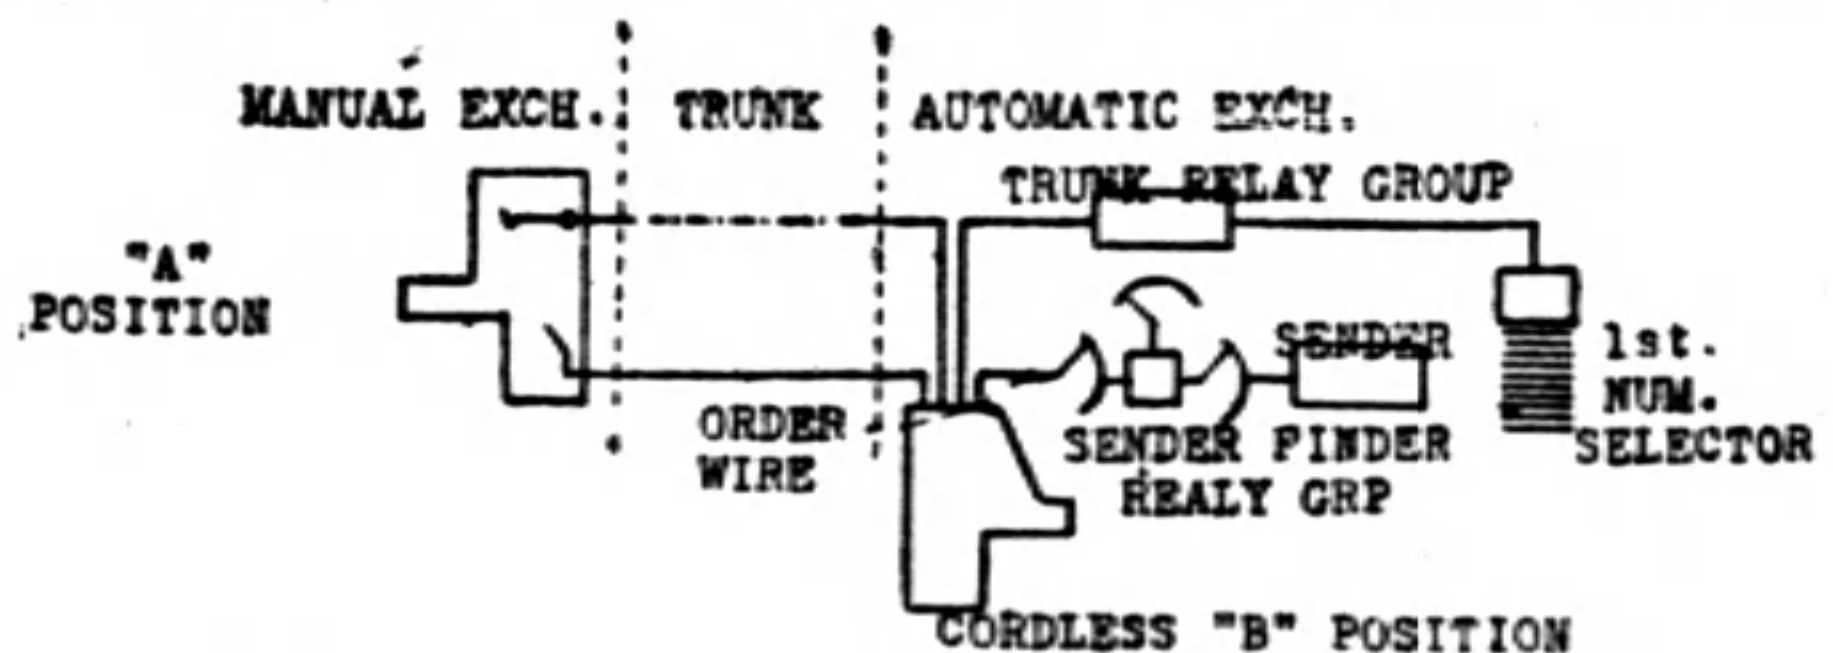 MANUAL EXCH.
TRUNK
AUTOMATIC EXCH.
TRUNK RELAY GROUP
"A"
POSITION
SENDER
1st.
NUM.
SELECTOR
ORDER
WIRE
SENDER FINDER
REALY GRP
CORDLESS "B" POSITION